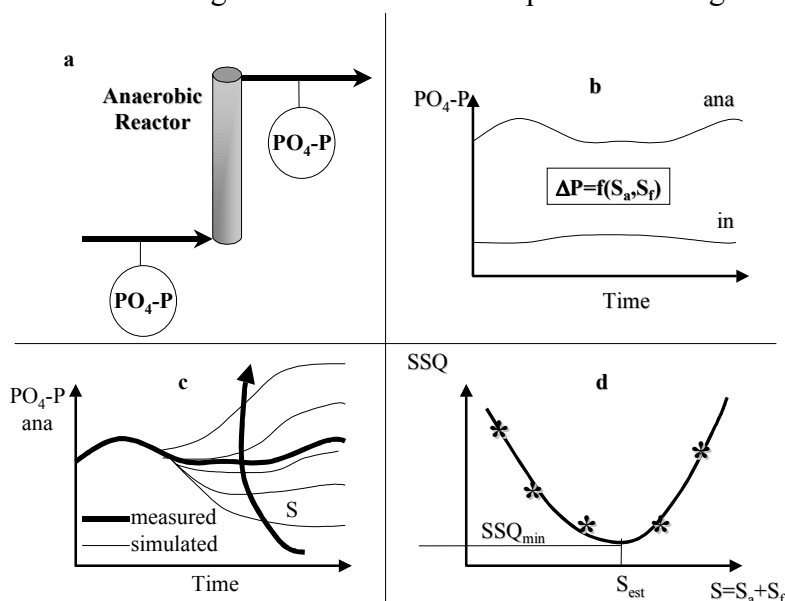 a
Anaerobic
Reactor
PO4-P
PO4-P
b
PO4-P
ana
ΔP=f(Sa,Sf)
in
Time
c
PO4-P
ana
S
measured
simulated
Time
SSQ
d
SSQmin
Sest
S=Sa+Sf